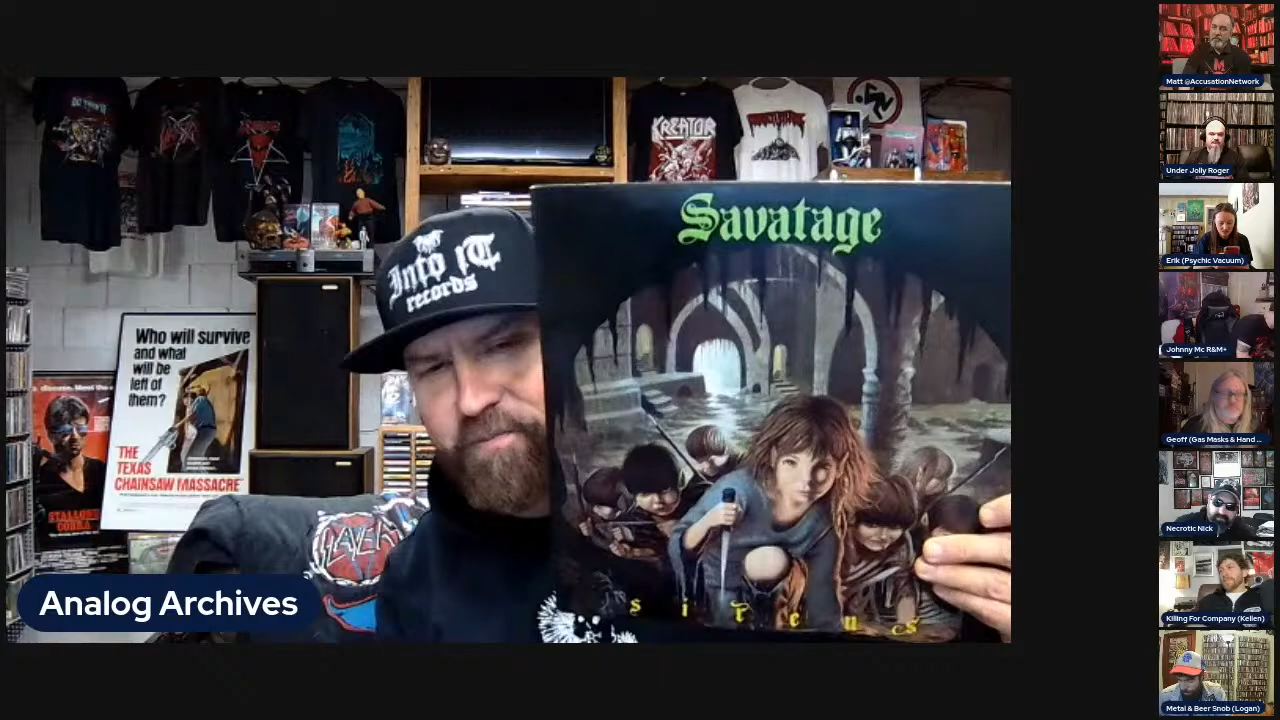 KREATOR
Savatage
Into iT
records
Who will survive
and what
will be
left of
them?
THE
TEXAS
CHAINSAW MASSACRE
STALLONE
COBRA
SLAYER
sirens
Analog Archives
Matt @AccusationNetwork
Under Jolly Roger
Erik (Psychic Vacuum)
Johnny Mc R&M+
Geoff (Gas Masks & Hand ...
Necrotic Nick
Killing For Company (Kellen)
Metal & Beer Snob (Logan)